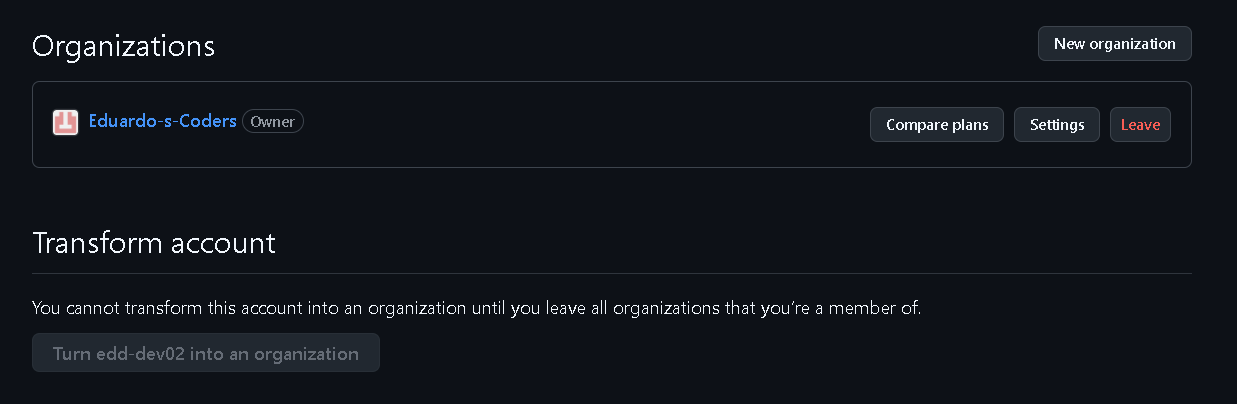 Organizations
New organization
Eduardo-s-Coders Owner
Compare plans Settings Leave
Transform account
You cannot transform this account into an organization until you leave all organizations that you’re a member of.
Turn edd-dev02 into an organization